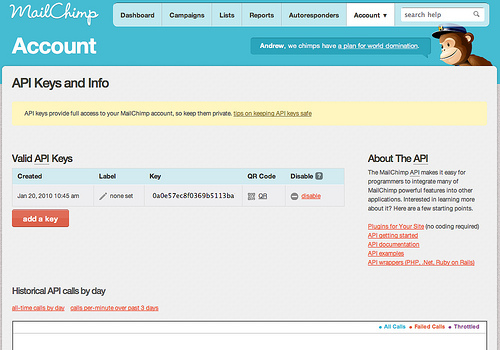 MailChimp
Dashboard Campaigns Lists Reports Autoresponders Account ▾ search help
Account
Andrew, we chimps have a plan for world domination.
API Keys and Info
API keys provide full access to your MailChimp account, so keep them private. tips on keeping API keys safe
Valid API Keys
Created Label Key QR Code Disable ?
Jan 20, 2010 10:45 am none set 0a0e57ec8f0369b5113ba QR disable
add a key
About The API
The MailChimp API makes it easy for
programmers to integrate many of
MailChimp powerful features into other
applications. Interested in learning more
about it? Here are a few starting points.
Plugins for Your Site (no coding required)
API getting started
API documentation
API examples
API wrappers (PHP, .Net, Ruby on Rails)
Historical API calls by day
all-time calls by day calls per-minute over past 3 days
All Calls Failed Calls Throttled